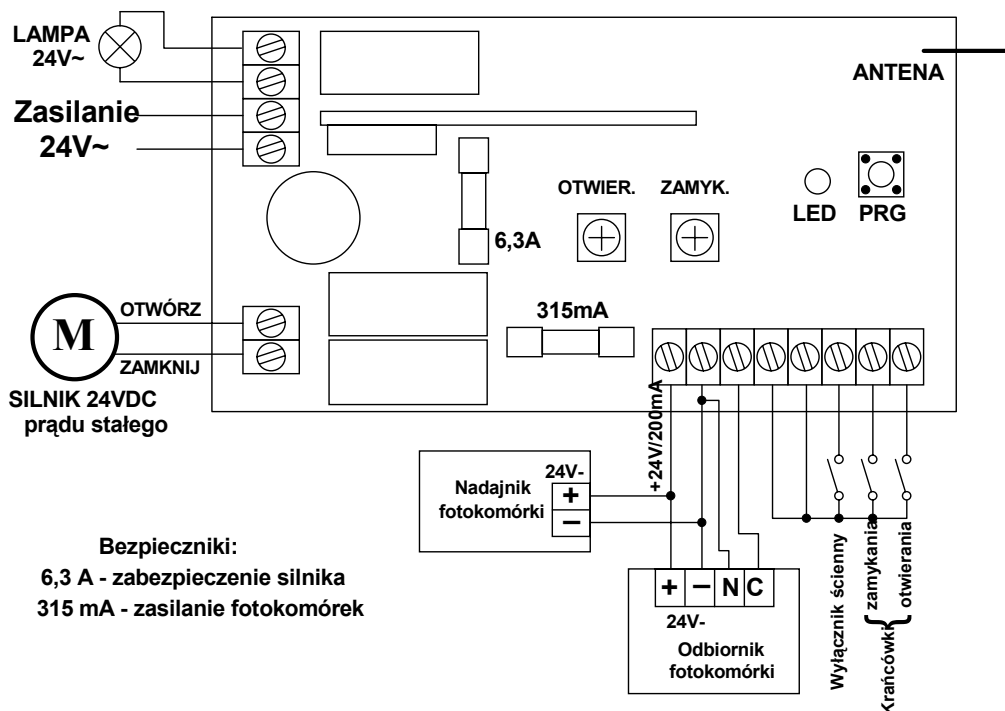 LAMPA
24V~
Zasilanie
24V~
ANTENA
OTWIER.
ZAMYK.
LED
PRG
6,3A
315mA
OTWÓRZ
M
ZAMKNIJ
SILNIK 24VDC
prądu stałego
+24V/200mA
24V-
Nadajnik
fotokomórki
+
−
Bezpieczniki:
6,3 A - zabezpieczenie silnika
315 mA - zasilanie fotokomórek
+ − N C
24V-
Odbiornik
fotokomórki
Wyłącznik ścienny
zamykania
otwierania
Krańcówki